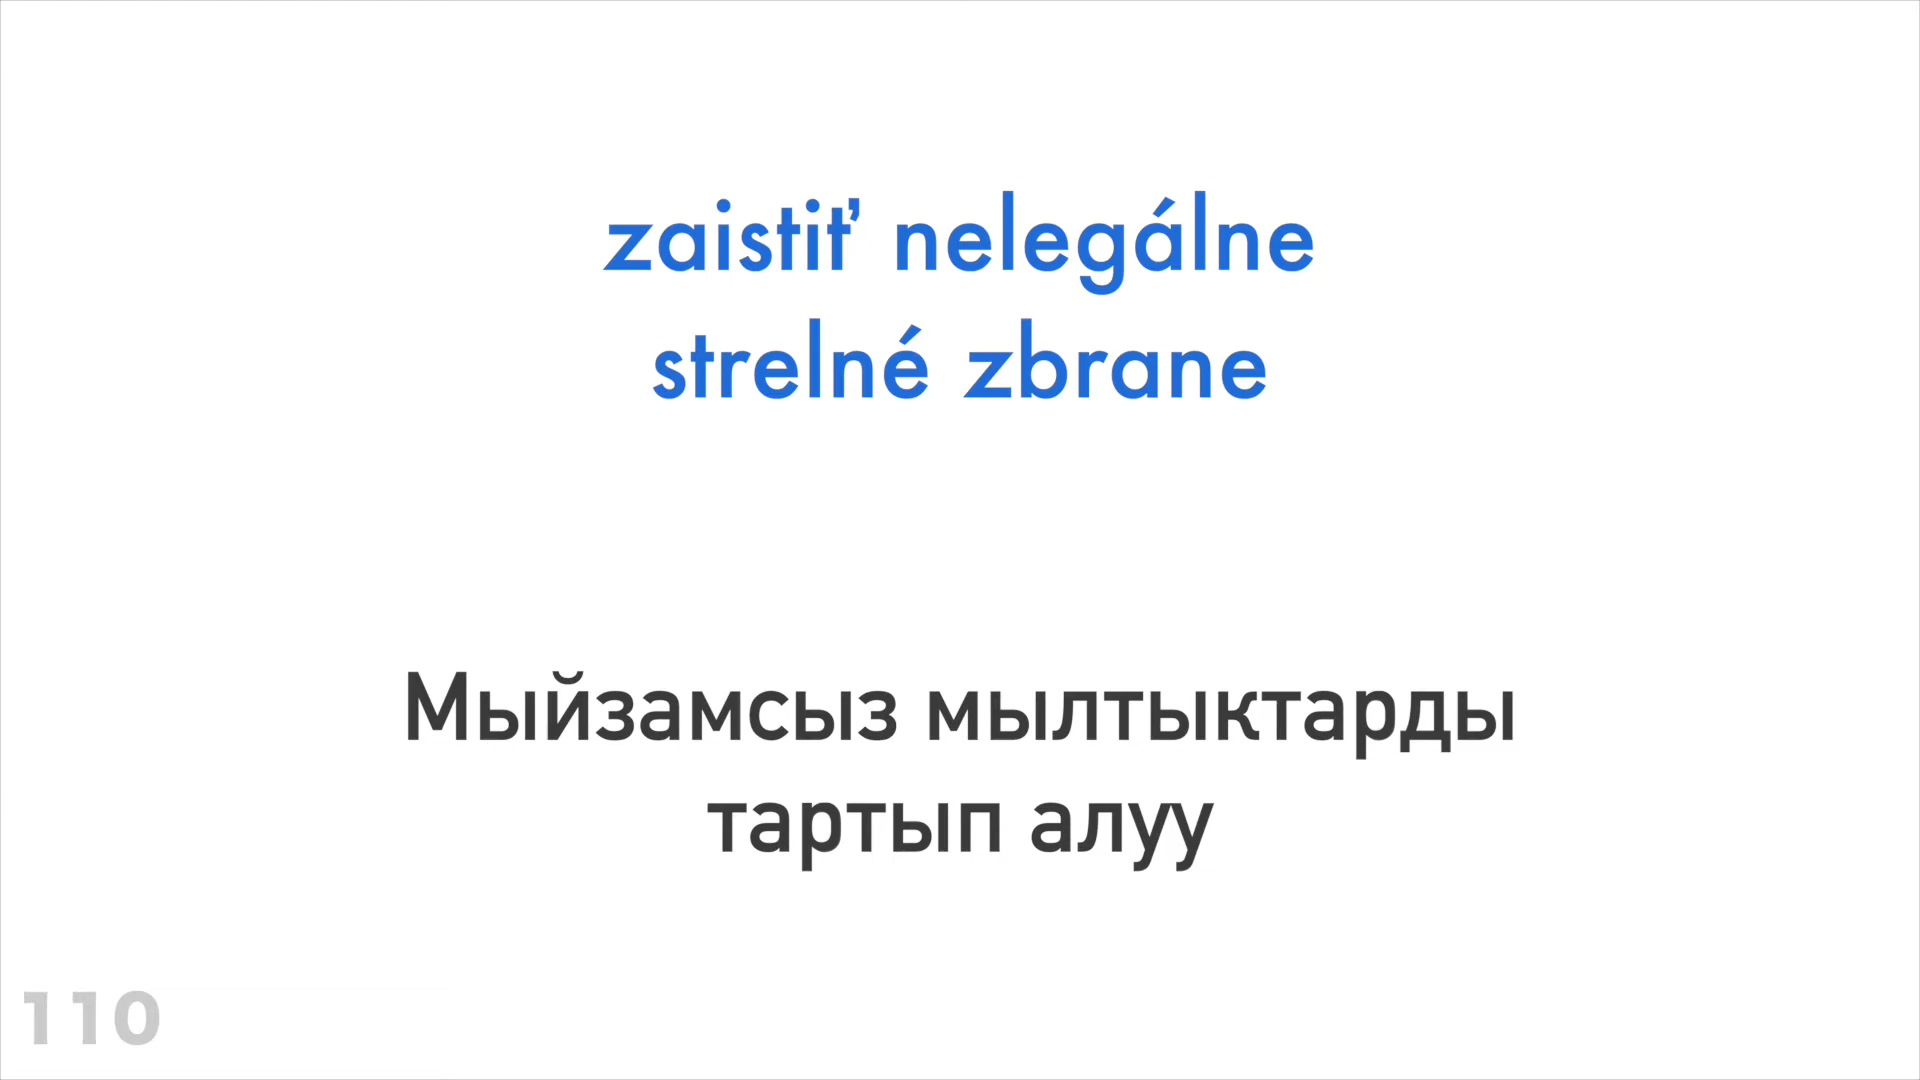 zaistiť nelegálne
strelné zbrane
Мыйзамсыз мылтыктарды
тартып алуу
110